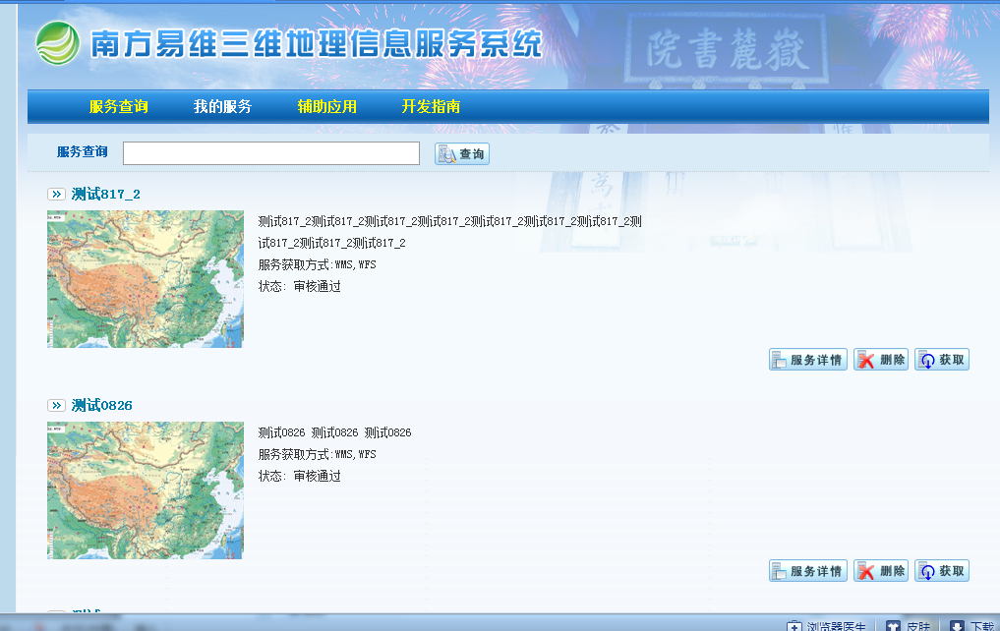 南方易维三维地理信息服务系统
院書麓嶽
服务查询 我的服务 辅助应用 开发指南
服务查询 查询
测试817_2
测试817_2测试817_2测试817_2测试817_2测试817_2测试817_2测试817_2测
试817_2测试817_2测试817_2
服务获取方式:WMS,WFS
状态: 审核通过
服务详情 删除 获取
测试0826
测试0826 测试0826 测试0826
服务获取方式:WMS,WFS
状态: 审核通过
服务详情 删除 获取
浏览器医生 皮肤 下载